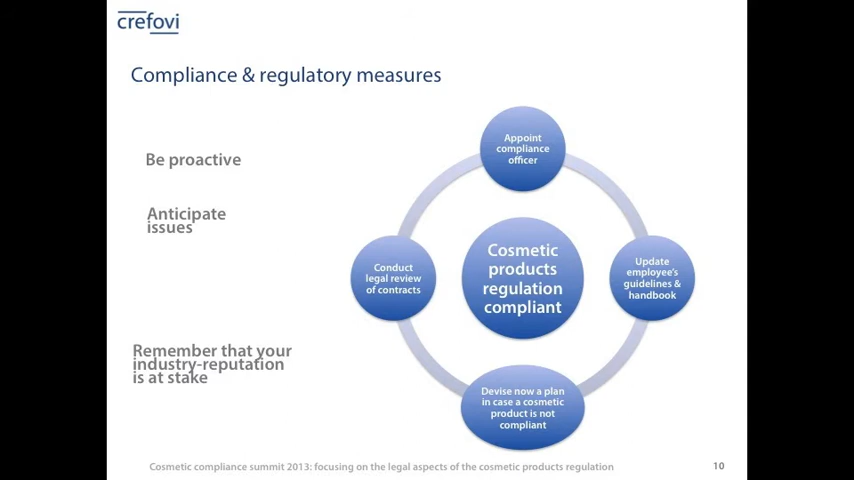 crefovi
Compliance & regulatory measures
Be proactive
Anticipate
issues
Remember that your
industry-reputation
is at stake
Appoint
compliance
officer
Cosmetic
products
regulation
compliant
Update
employee's
guidelines &
handbook
Devise now a plan
in case a cosmetic
product is not
compliant
Conduct
legal review
of contracts
Cosmetic compliance summit 2013: focusing on the legal aspects of the cosmetic products regulation
10